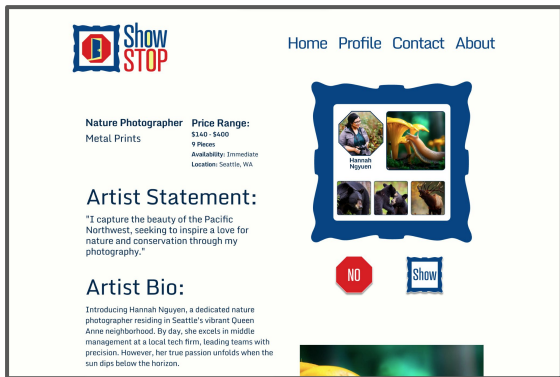 Show
STOP
Home Profile Contact About
Nature Photographer
Metal Prints
Price Range:
$140 - $400
9 Pieces
Availability: Immediate
Location: Seattle, WA
Hannah
Ngyuen
Artist Statement:
"I capture the beauty of the Pacific
Northwest, seeking to inspire a love for
nature and conservation through my
photography."
NO
Show
Artist Bio:
Introducing Hannah Nguyen, a dedicated nature
photographer residing in Seattle's vibrant Queen
Anne neighborhood. By day, she excels in middle
management at a local tech firm, leading teams with
precision. However, her true passion unfolds when the
sun dips below the horizon.